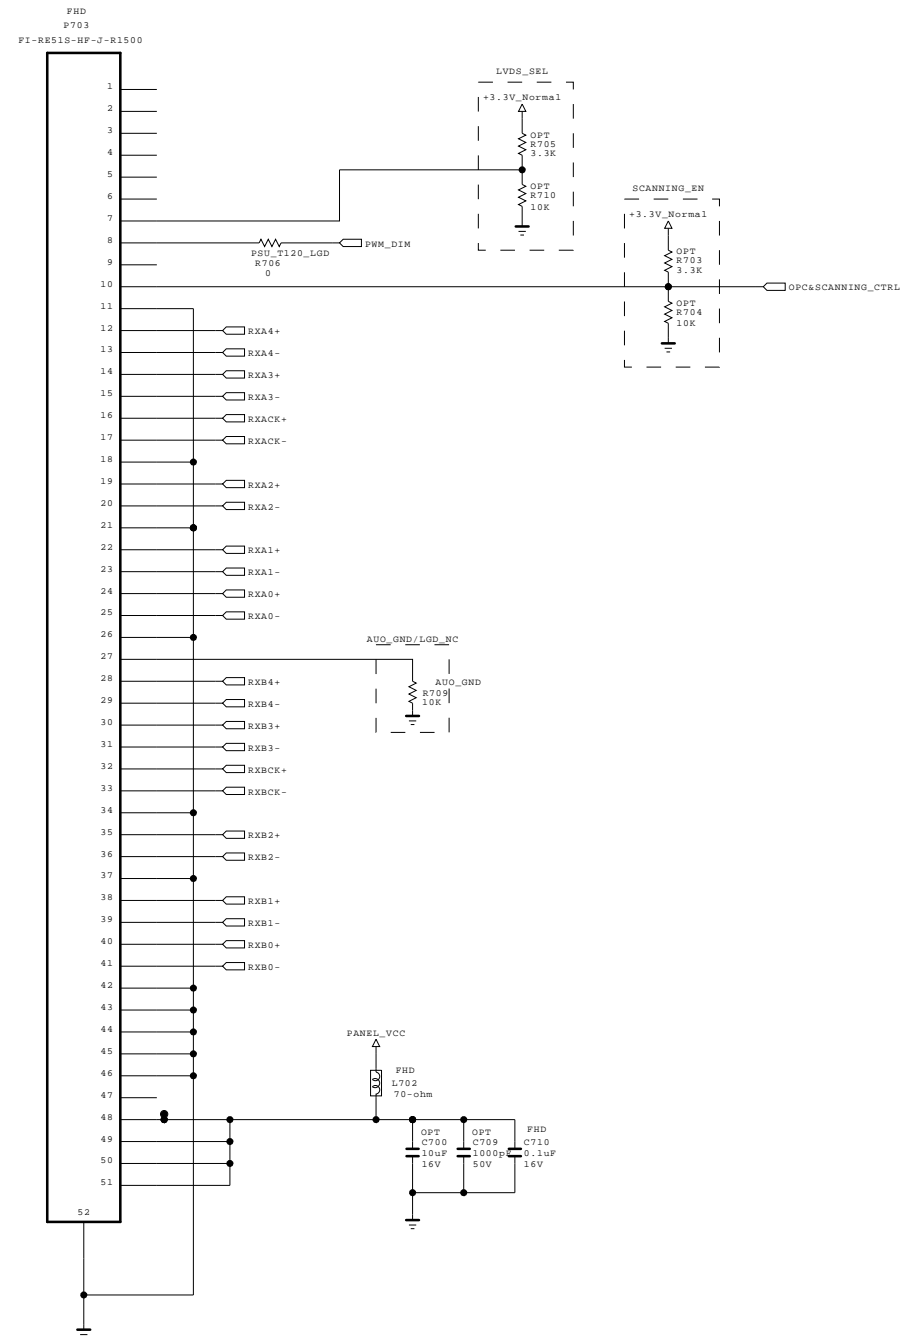 FHD
P703
FI-RE51S-HF-J-R1500
1
2
3
4
5
6
7
8
9
10
11
12
13
14
15
16
17
18
19
20
21
22
23
24
25
26
27
28
29
30
31
32
33
34
35
36
37
38
39
40
41
42
43
44
45
46
47
48
49
50
51
52
LVDS_SEL
+3.3V_Normal
OPT
R705
3.3K
OPT
R710
10K
PWM_DIM
PSU_T120_LGD
R706
0
SCANNING_EN
+3.3V_Normal
OPT
R703
3.3K
OPC&SCANNING_CTRL
OPT
R704
10K
RXA4+
RXA4-
RXA3+
RXA3-
RXACK+
RXACK-
RXA2+
RXA2-
RXA1+
RXA1-
RXA0+
RXA0-
AUO_GND/LGD_NC
AUO_GND
R709
10K
RXB4+
RXB4-
RXB3+
RXB3-
RXBCK+
RXBCK-
RXB2+
RXB2-
RXB1+
RXB1-
RXB0+
RXB0-
PANEL_VCC
FHD
L702
70-ohm
OPT
C700
10uF
16V
OPT
C709
1000pF
50V
FHD
C710
0.1uF
16V